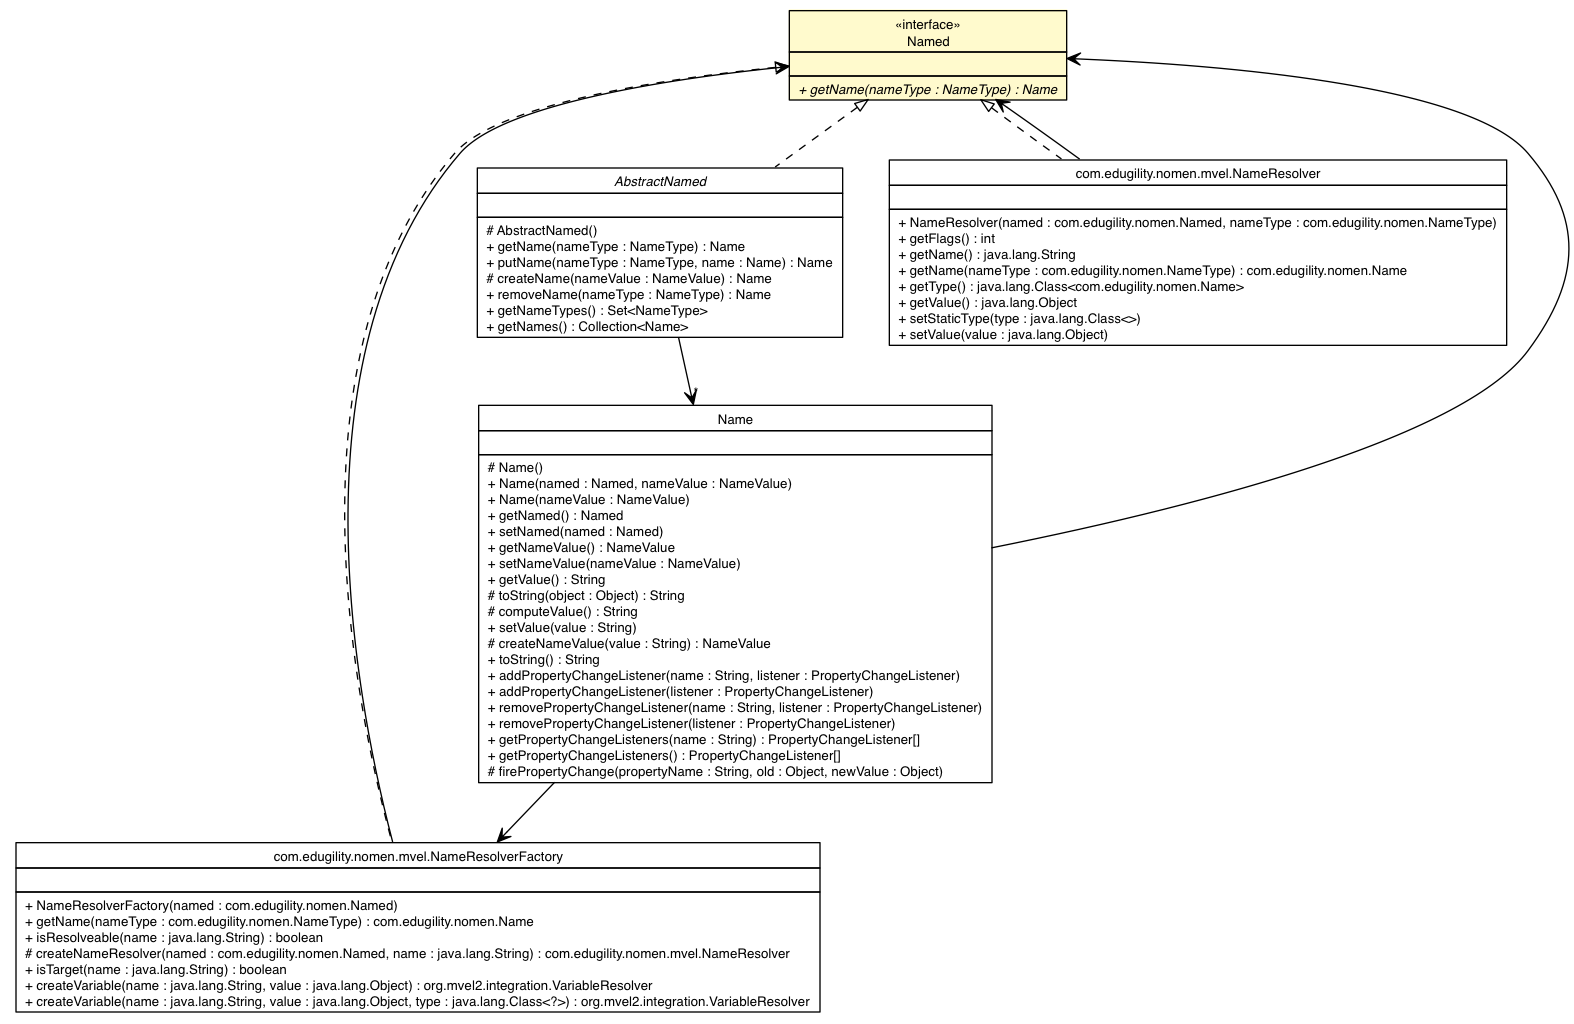 «interface»
Named
+ getName(nameType : NameType) : Name
AbstractNamed
# AbstractNamed()
+ getName(nameType : NameType) : Name
+ putName(nameType : NameType, name : Name) : Name
# createName(nameValue : NameValue) : Name
+ removeName(nameType : NameType) : Name
+ getNameTypes() : Set<NameType>
+ getNames() : Collection<Name>
com.edugility.nomen.mvel.NameResolver
+ NameResolver(named : com.edugility.nomen.Named, nameType : com.edugility.nomen.NameType)
+ getFlags() : int
+ getName() : java.lang.String
+ getName(nameType : com.edugility.nomen.NameType) : com.edugility.nomen.Name
+ getType() : java.lang.Class<com.edugility.nomen.Name>
+ getValue() : java.lang.Object
+ setStaticType(type : java.lang.Class<>)
+ setValue(value : java.lang.Object)
Name
# Name()
+ Name(named : Named, nameValue : NameValue)
+ Name(nameValue : NameValue)
+ getNamed() : Named
+ setNamed(named : Named)
+ getNameValue() : NameValue
+ setNameValue(nameValue : NameValue)
+ getValue() : String
# toString(object : Object) : String
# computeValue() : String
+ setValue(value : String)
# createNameValue(value : String) : NameValue
+ toString() : String
+ addPropertyChangeListener(name : String, listener : PropertyChangeListener)
+ addPropertyChangeListener(listener : PropertyChangeListener)
+ removePropertyChangeListener(name : String, listener : PropertyChangeListener)
+ removePropertyChangeListener(listener : PropertyChangeListener)
+ getPropertyChangeListeners(name : String) : PropertyChangeListener[]
+ getPropertyChangeListeners() : PropertyChangeListener[]
# firePropertyChange(propertyName : String, old : Object, newValue : Object)
com.edugility.nomen.mvel.NameResolverFactory
+ NameResolverFactory(named : com.edugility.nomen.Named)
+ getName(nameType : com.edugility.nomen.NameType) : com.edugility.nomen.Name
+ isResolveable(name : java.lang.String) : boolean
# createNameResolver(named : com.edugility.nomen.Named, name : java.lang.String) : com.edugility.nomen.mvel.NameResolver
+ isTarget(name : java.lang.String) : boolean
+ createVariable(name : java.lang.String, value : java.lang.Object) : org.mvel2.integration.VariableResolver
+ createVariable(name : java.lang.String, value : java.lang.Object, type : java.lang.Class<?>) : org.mvel2.integration.VariableResolver